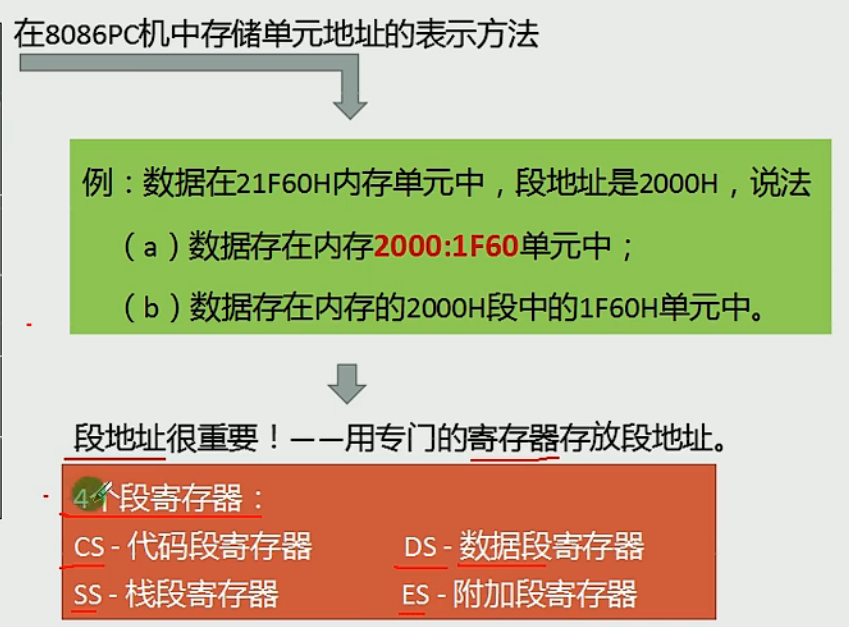 在8086PC机中存储单元地址的表示方法
例：数据在21F60H内存单元中，段地址是2000H，说法
（a）数据存在内存2000:1F60单元中；
（b）数据存在内存的2000H段中的1F60H单元中。
段地址很重要！——用专门的寄存器存放段地址。
4个段寄存器：
CS - 代码段寄存器 DS - 数据段寄存器
SS - 栈段寄存器 ES - 附加段寄存器